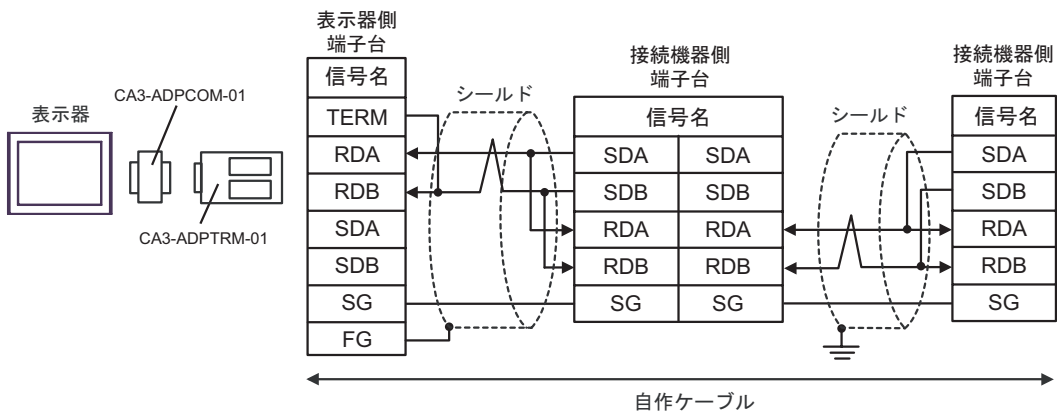 表示器
CA3-ADPCOM-01
CA3-ADPTRM-01
表示器側
端子台
信号名
TERM
RDA
RDB
SDA
SDB
SG
FG
シールド
接続機器側
端子台
信号名
SDA SDA
SDB SDB
RDA RDA
RDB RDB
SG SG
シールド
接続機器側
端子台
信号名
SDA
SDB
RDA
RDB
SG
自作ケーブル